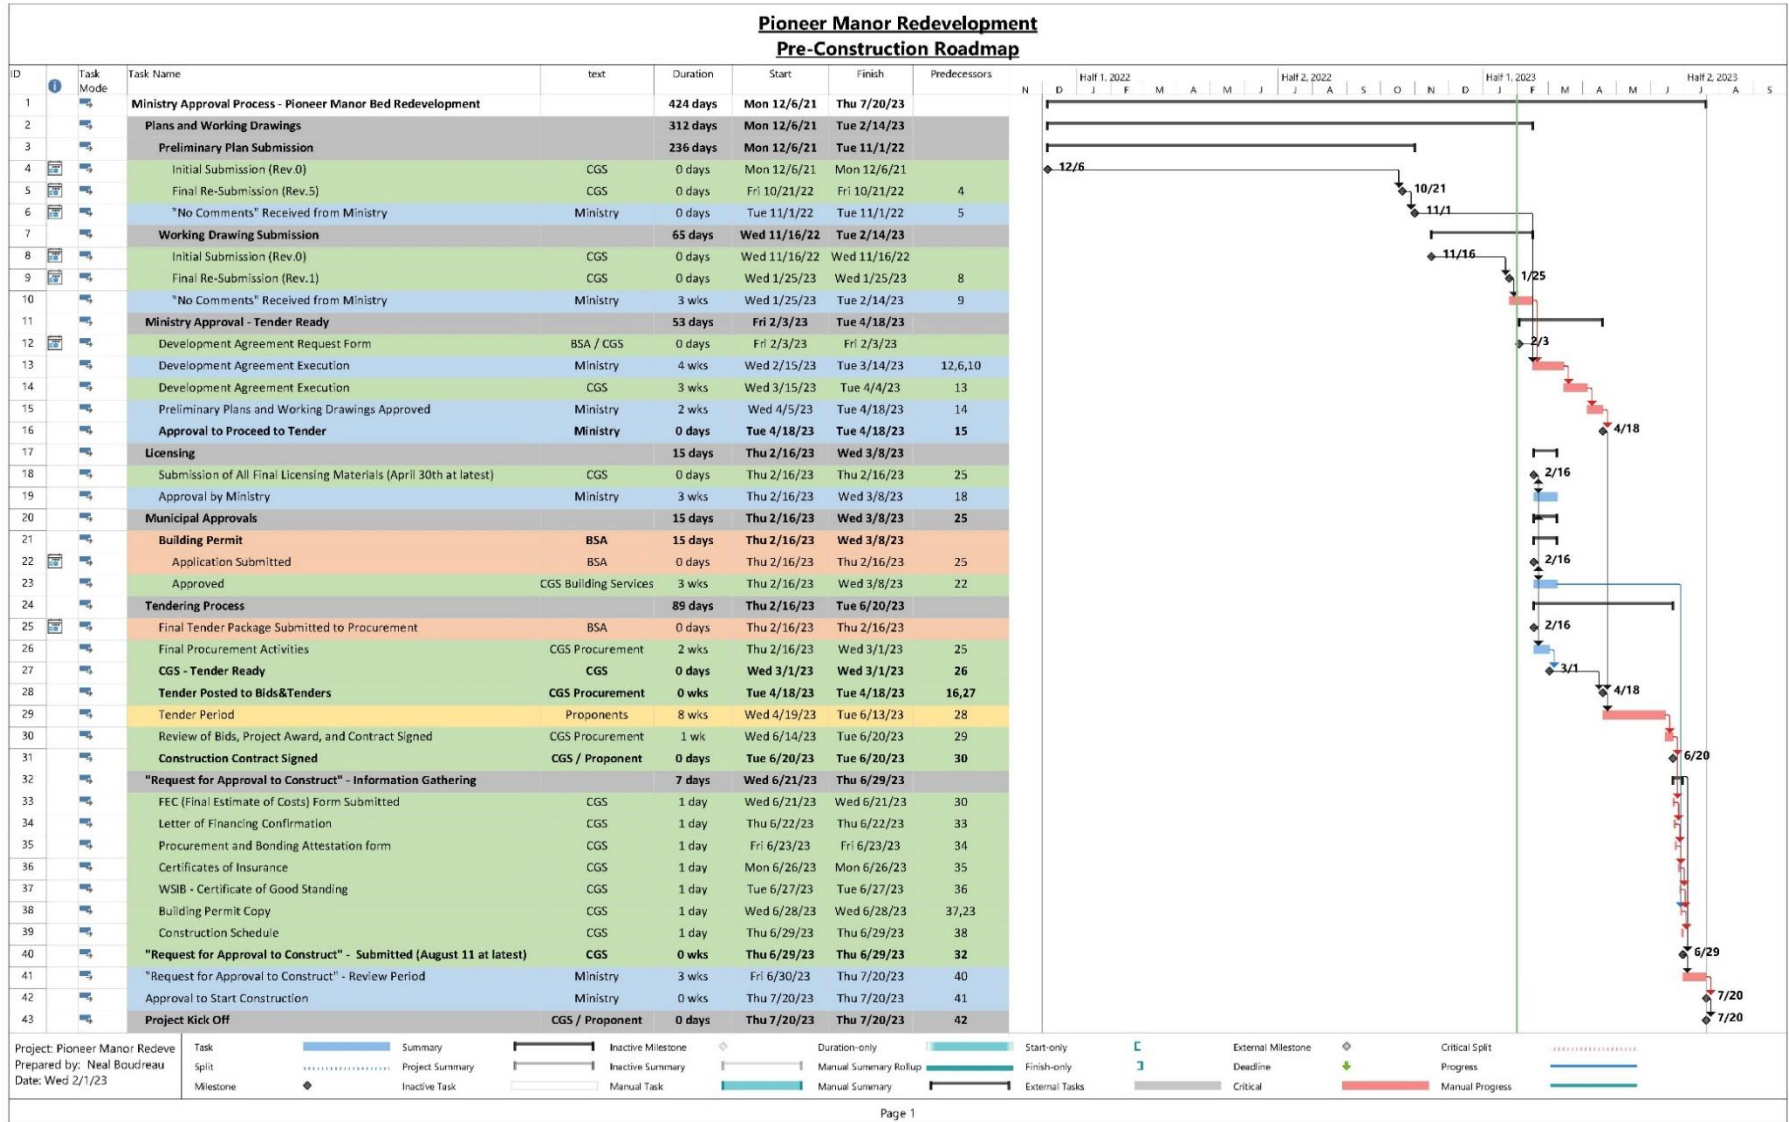 Pioneer Manor Redevelopment
Pre-Construction Roadmap
ID Task Mode Task Name text Duration Start Finish Predecessors
Half 1, 2022 Half 2, 2022 Half 1, 2023 Half 2, 2023
N D J F M A M J J A S O N D J F M A M J J A S
1 Ministry Approval Process - Pioneer Manor Bed Redevelopment 424 days Mon 12/6/21 Thu 7/20/23
2 Plans and Working Drawings 312 days Mon 12/6/21 Tue 2/14/23
3 Preliminary Plan Submission 236 days Mon 12/6/21 Tue 11/1/22
4 Initial Submission (Rev.0) CGS 0 days Mon 12/6/21 Mon 12/6/21 12/6
5 Final Re-Submission (Rev.5) CGS 0 days Fri 10/21/22 Fri 10/21/22 4 10/21
6 "No Comments" Received from Ministry Ministry 0 days Tue 11/1/22 Tue 11/1/22 5 11/1
7 Working Drawing Submission 65 days Wed 11/16/22 Tue 2/14/23
8 Initial Submission (Rev.0) CGS 0 days Wed 11/16/22 Wed 11/16/22 11/16
9 Final Re-Submission (Rev.1) CGS 0 days Wed 1/25/23 Wed 1/25/23 8 1/25
10 "No Comments" Received from Ministry Ministry 3 wks Wed 1/25/23 Tue 2/14/23 9
11 Ministry Approval - Tender Ready 53 days Fri 2/3/23 Tue 4/18/23
12 Development Agreement Request Form BSA / CGS 0 days Fri 2/3/23 Fri 2/3/23 2/3
13 Development Agreement Execution Ministry 4 wks Wed 2/15/23 Tue 3/14/23 12,6,10
14 Development Agreement Execution CGS 3 wks Wed 3/15/23 Tue 4/4/23 13
15 Preliminary Plans and Working Drawings Approved Ministry 2 wks Wed 4/5/23 Tue 4/18/23 14
16 Approval to Proceed to Tender Ministry 0 days Tue 4/18/23 Tue 4/18/23 15 4/18
17 Licensing 15 days Thu 2/16/23 Wed 3/8/23
18 Submission of All Final Licensing Materials (April 30th at latest) CGS 0 days Thu 2/16/23 Thu 2/16/23 25 2/16
19 Approval by Ministry Ministry 3 wks Thu 2/16/23 Wed 3/8/23 18
20 Municipal Approvals 15 days Thu 2/16/23 Wed 3/8/23 25
21 Building Permit BSA 15 days Thu 2/16/23 Wed 3/8/23
22 Application Submitted BSA 0 days Thu 2/16/23 Thu 2/16/23 25 2/16
23 Approved CGS Building Services 3 wks Thu 2/16/23 Wed 3/8/23 22
24 Tendering Process 89 days Thu 2/16/23 Tue 6/20/23
25 Final Tender Package Submitted to Procurement BSA 0 days Thu 2/16/23 Thu 2/16/23 2/16
26 Final Procurement Activities CGS Procurement 2 wks Thu 2/16/23 Wed 3/1/23 25
27 CGS - Tender Ready CGS 0 days Wed 3/1/23 Wed 3/1/23 26 3/1
28 Tender Posted to Bids&Tenders CGS Procurement 0 wks Tue 4/18/23 Tue 4/18/23 16,27 4/18
29 Tender Period Proponents 8 wks Wed 4/19/23 Tue 6/13/23 28
30 Review of Bids, Project Award, and Contract Signed CGS Procurement 1 wk Wed 6/14/23 Tue 6/20/23 29
31 Construction Contract Signed CGS / Proponent 0 days Tue 6/20/23 Tue 6/20/23 30 6/20
32 "Request for Approval to Construct" - Information Gathering 7 days Wed 6/21/23 Thu 6/29/23
33 FEC (Final Estimate of Costs) Form Submitted CGS 1 day Wed 6/21/23 Wed 6/21/23 30
34 Letter of Financing Confirmation CGS 1 day Thu 6/22/23 Thu 6/22/23 33
35 Procurement and Bonding Attestation form CGS 1 day Fri 6/23/23 Fri 6/23/23 34
36 Certificates of Insurance CGS 1 day Mon 6/26/23 Mon 6/26/23 35
37 WSIB - Certificate of Good Standing CGS 1 day Tue 6/27/23 Tue 6/27/23 36
38 Building Permit Copy CGS 1 day Wed 6/28/23 Wed 6/28/23 37,23
39 Construction Schedule CGS 1 day Thu 6/29/23 Thu 6/29/23 38
40 "Request for Approval to Construct" - Submitted (August 11 at latest) CGS 0 wks Thu 6/29/23 Thu 6/29/23 32 6/29
41 "Request for Approval to Construct" - Review Period Ministry 3 wks Fri 6/30/23 Thu 7/20/23 40
42 Approval to Start Construction Ministry 0 wks Thu 7/20/23 Thu 7/20/23 41 7/20
43 Project Kick Off CGS / Proponent 0 days Thu 7/20/23 Thu 7/20/23 42 7/20
Project: Pioneer Manor Redeve
Prepared by: Neal Boudreau
Date: Wed 2/1/23
Task Summary Inactive Milestone Duration-only Start-only External Milestone Critical Split
Split Project Summary Inactive Summary Manual Summary Rollup Finish-only Deadline Progress
Milestone Inactive Task Manual Task Manual Summary External Tasks Critical Manual Progress
Page 1